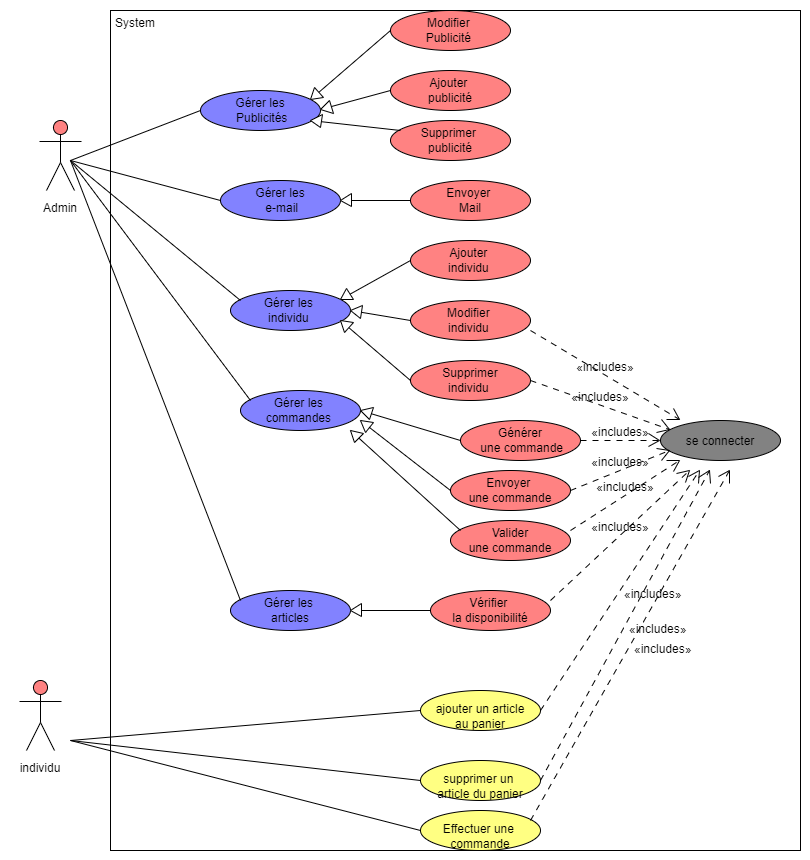 System
Modifier
Publicité
Gérer les
Publicités
Ajouter
publicité
Supprimer
publicité
Admin
Gérer les
e-mail
Envoyer
Mail
Ajouter
individu
Gérer les
individu
Modifier
individu
Supprimer
individu
«includes»
«includes»
Gérer les
commandes
Générer
une commande
«includes»
se connecter
Envoyer
une commande
«includes»
«includes»
Valider
une commande
«includes»
Gérer les
articles
Vérifier
la disponibilité
«includes»
«includes»
«includes»
individu
ajouter un article
au panier
supprimer un
article du panier
Effectuer une
commande